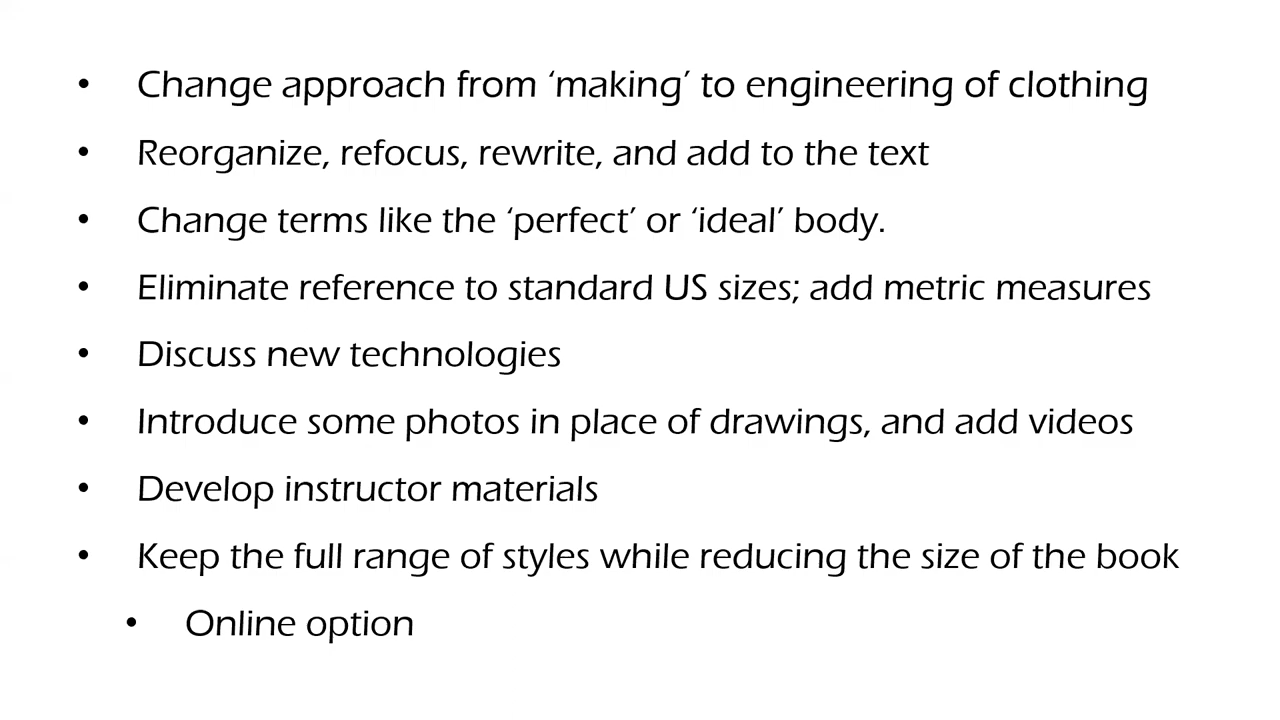 • Change approach from ‘making’ to engineering of clothing
• Reorganize, refocus, rewrite, and add to the text
• Change terms like the ‘perfect’ or ‘ideal’ body.
• Eliminate reference to standard US sizes; add metric measures
• Discuss new technologies
• Introduce some photos in place of drawings, and add videos
• Develop instructor materials
• Keep the full range of styles while reducing the size of the book
• Online option